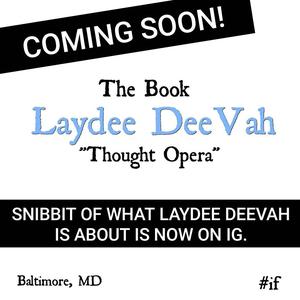 COMING SOON!
The Book
Laydee DeeVah
"Thought Opera"
SNIBBIT OF WHAT LAYDEE DEEVAH
IS ABOUT IS NOW ON IG.
Baltimore, MD
#if